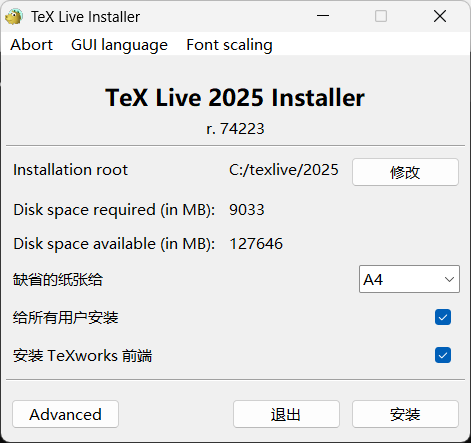 TeX Live Installer
Abort GUI language Font scaling
TeX Live 2025 Installer
r. 74223
Installation root C:/texlive/2025 修改
Disk space required (in MB): 9033
Disk space available (in MB): 127646
缺省的纸张给 A4
给所有用户安装
安装 TeXworks 前端
Advanced 退出 安装